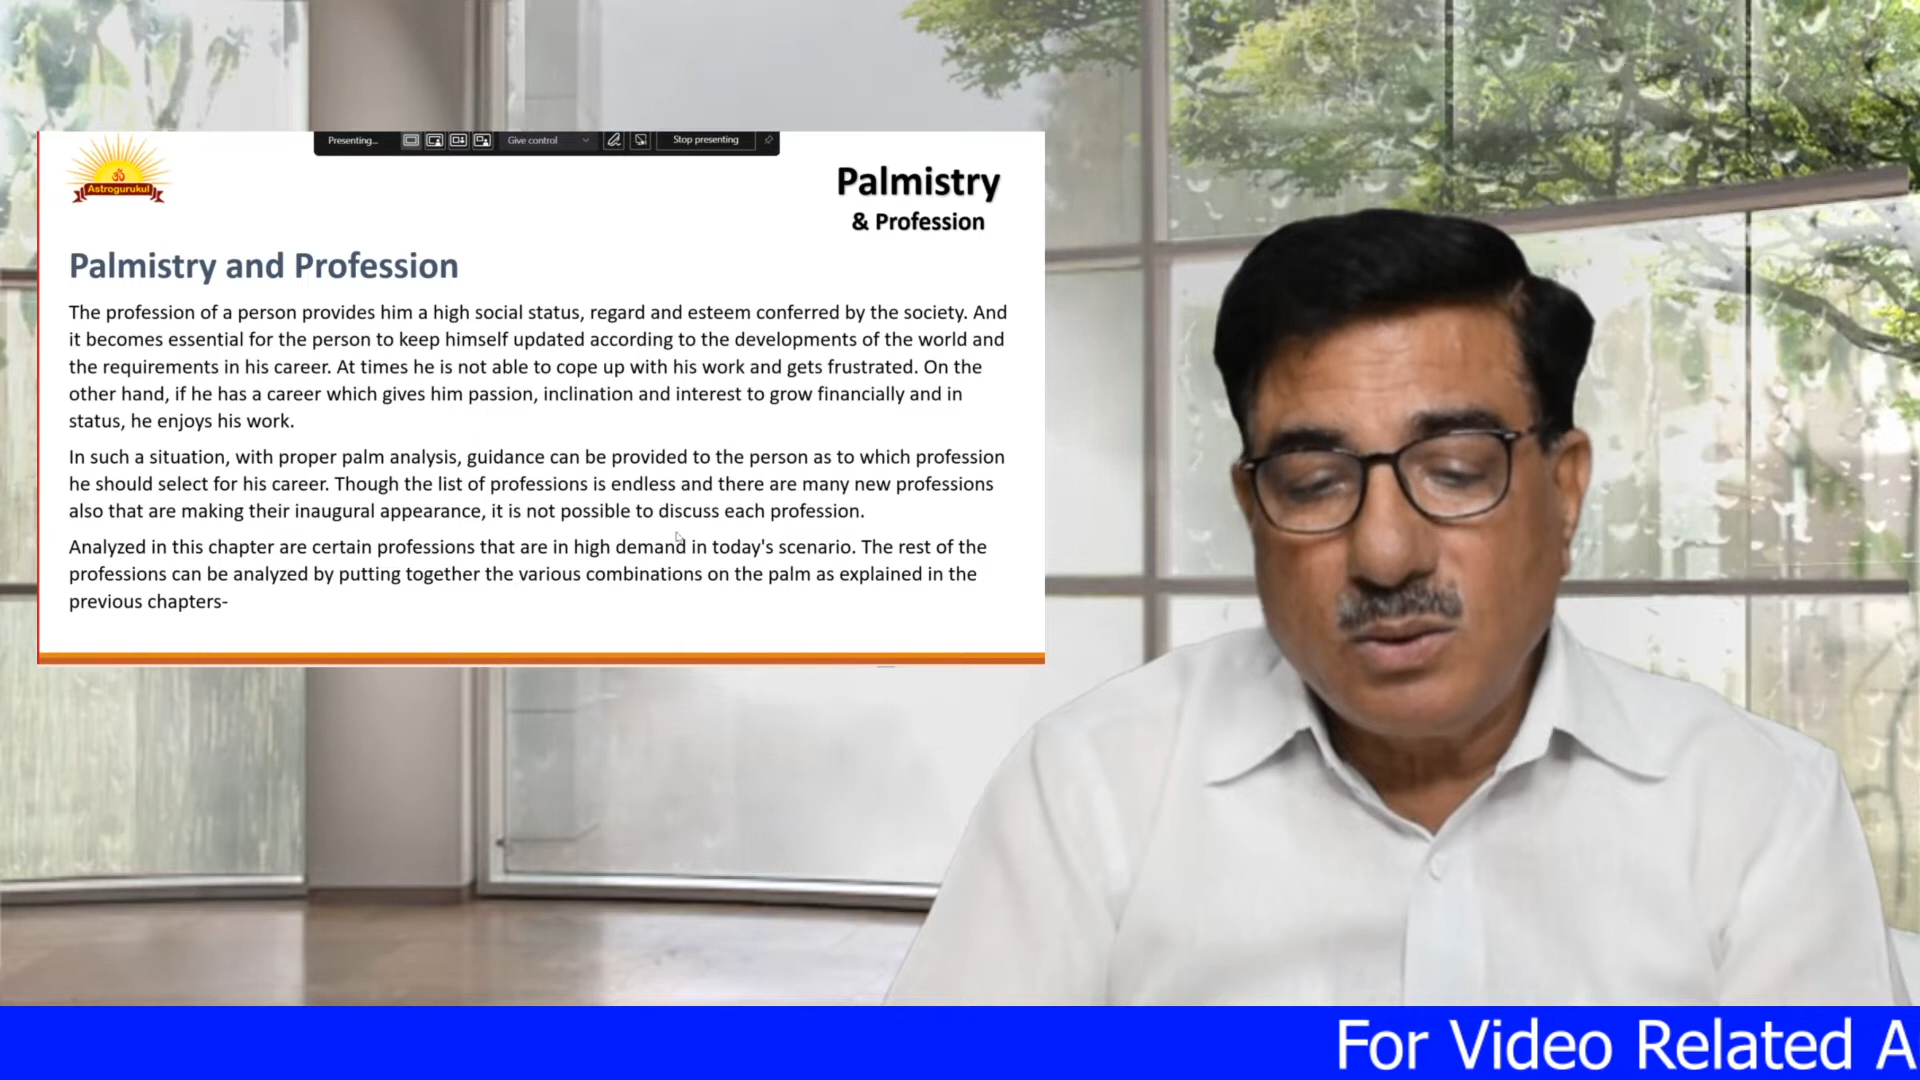 Presenting...
Give control
Stop presenting
ॐ
Astrogurukul
Palmistry
& Profession
Palmistry and Profession
The profession of a person provides him a high social status, regard and esteem conferred by the society. And
it becomes essential for the person to keep himself updated according to the developments of the world and
the requirements in his career. At times he is not able to cope up with his work and gets frustrated. On the
other hand, if he has a career which gives him passion, inclination and interest to grow financially and in
status, he enjoys his work.
In such a situation, with proper palm analysis, guidance can be provided to the person as to which profession
he should select for his career. Though the list of professions is endless and there are many new professions
also that are making their inaugural appearance, it is not possible to discuss each profession.
Analyzed in this chapter are certain professions that are in high demand in today's scenario. The rest of the
professions can be analyzed by putting together the various combinations on the palm as explained in the
previous chapters-
For Video Related A